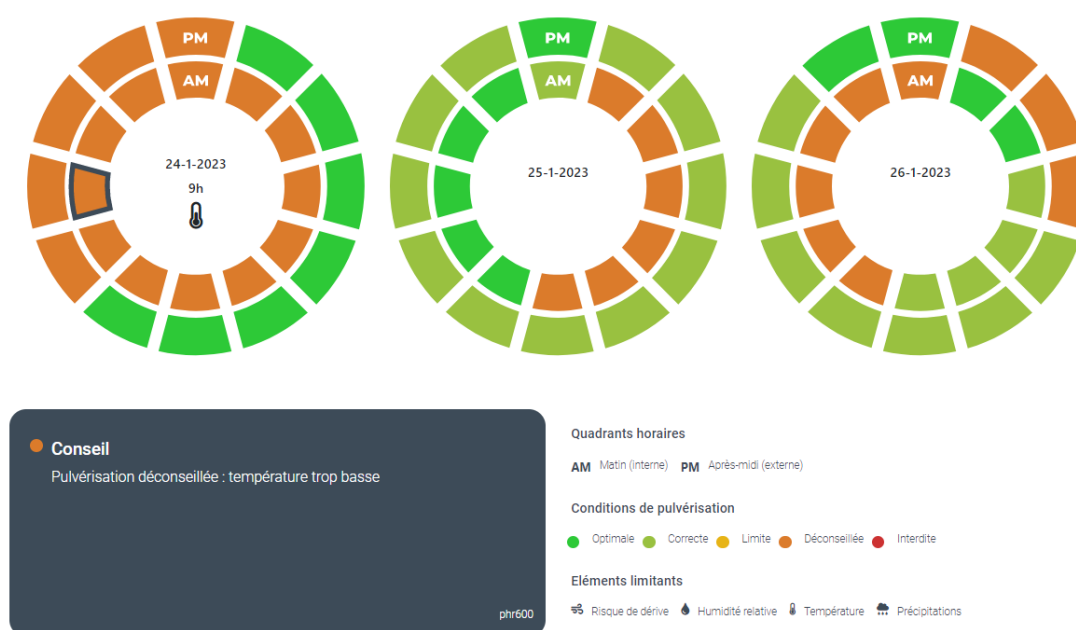 PM
AM
24-1-2023
9h
PM
AM
25-1-2023
PM
AM
26-1-2023
Conseil
Pulvérisation déconseillée : température trop basse
phr600
Quadrants horaires
AM Matin (interne) PM Après-midi (externe)
Conditions de pulvérisation
Optimale Correcte Limite Déconseillée Interdite
Eléments limitants
Risque de dérive Humidité relative Température Précipitations